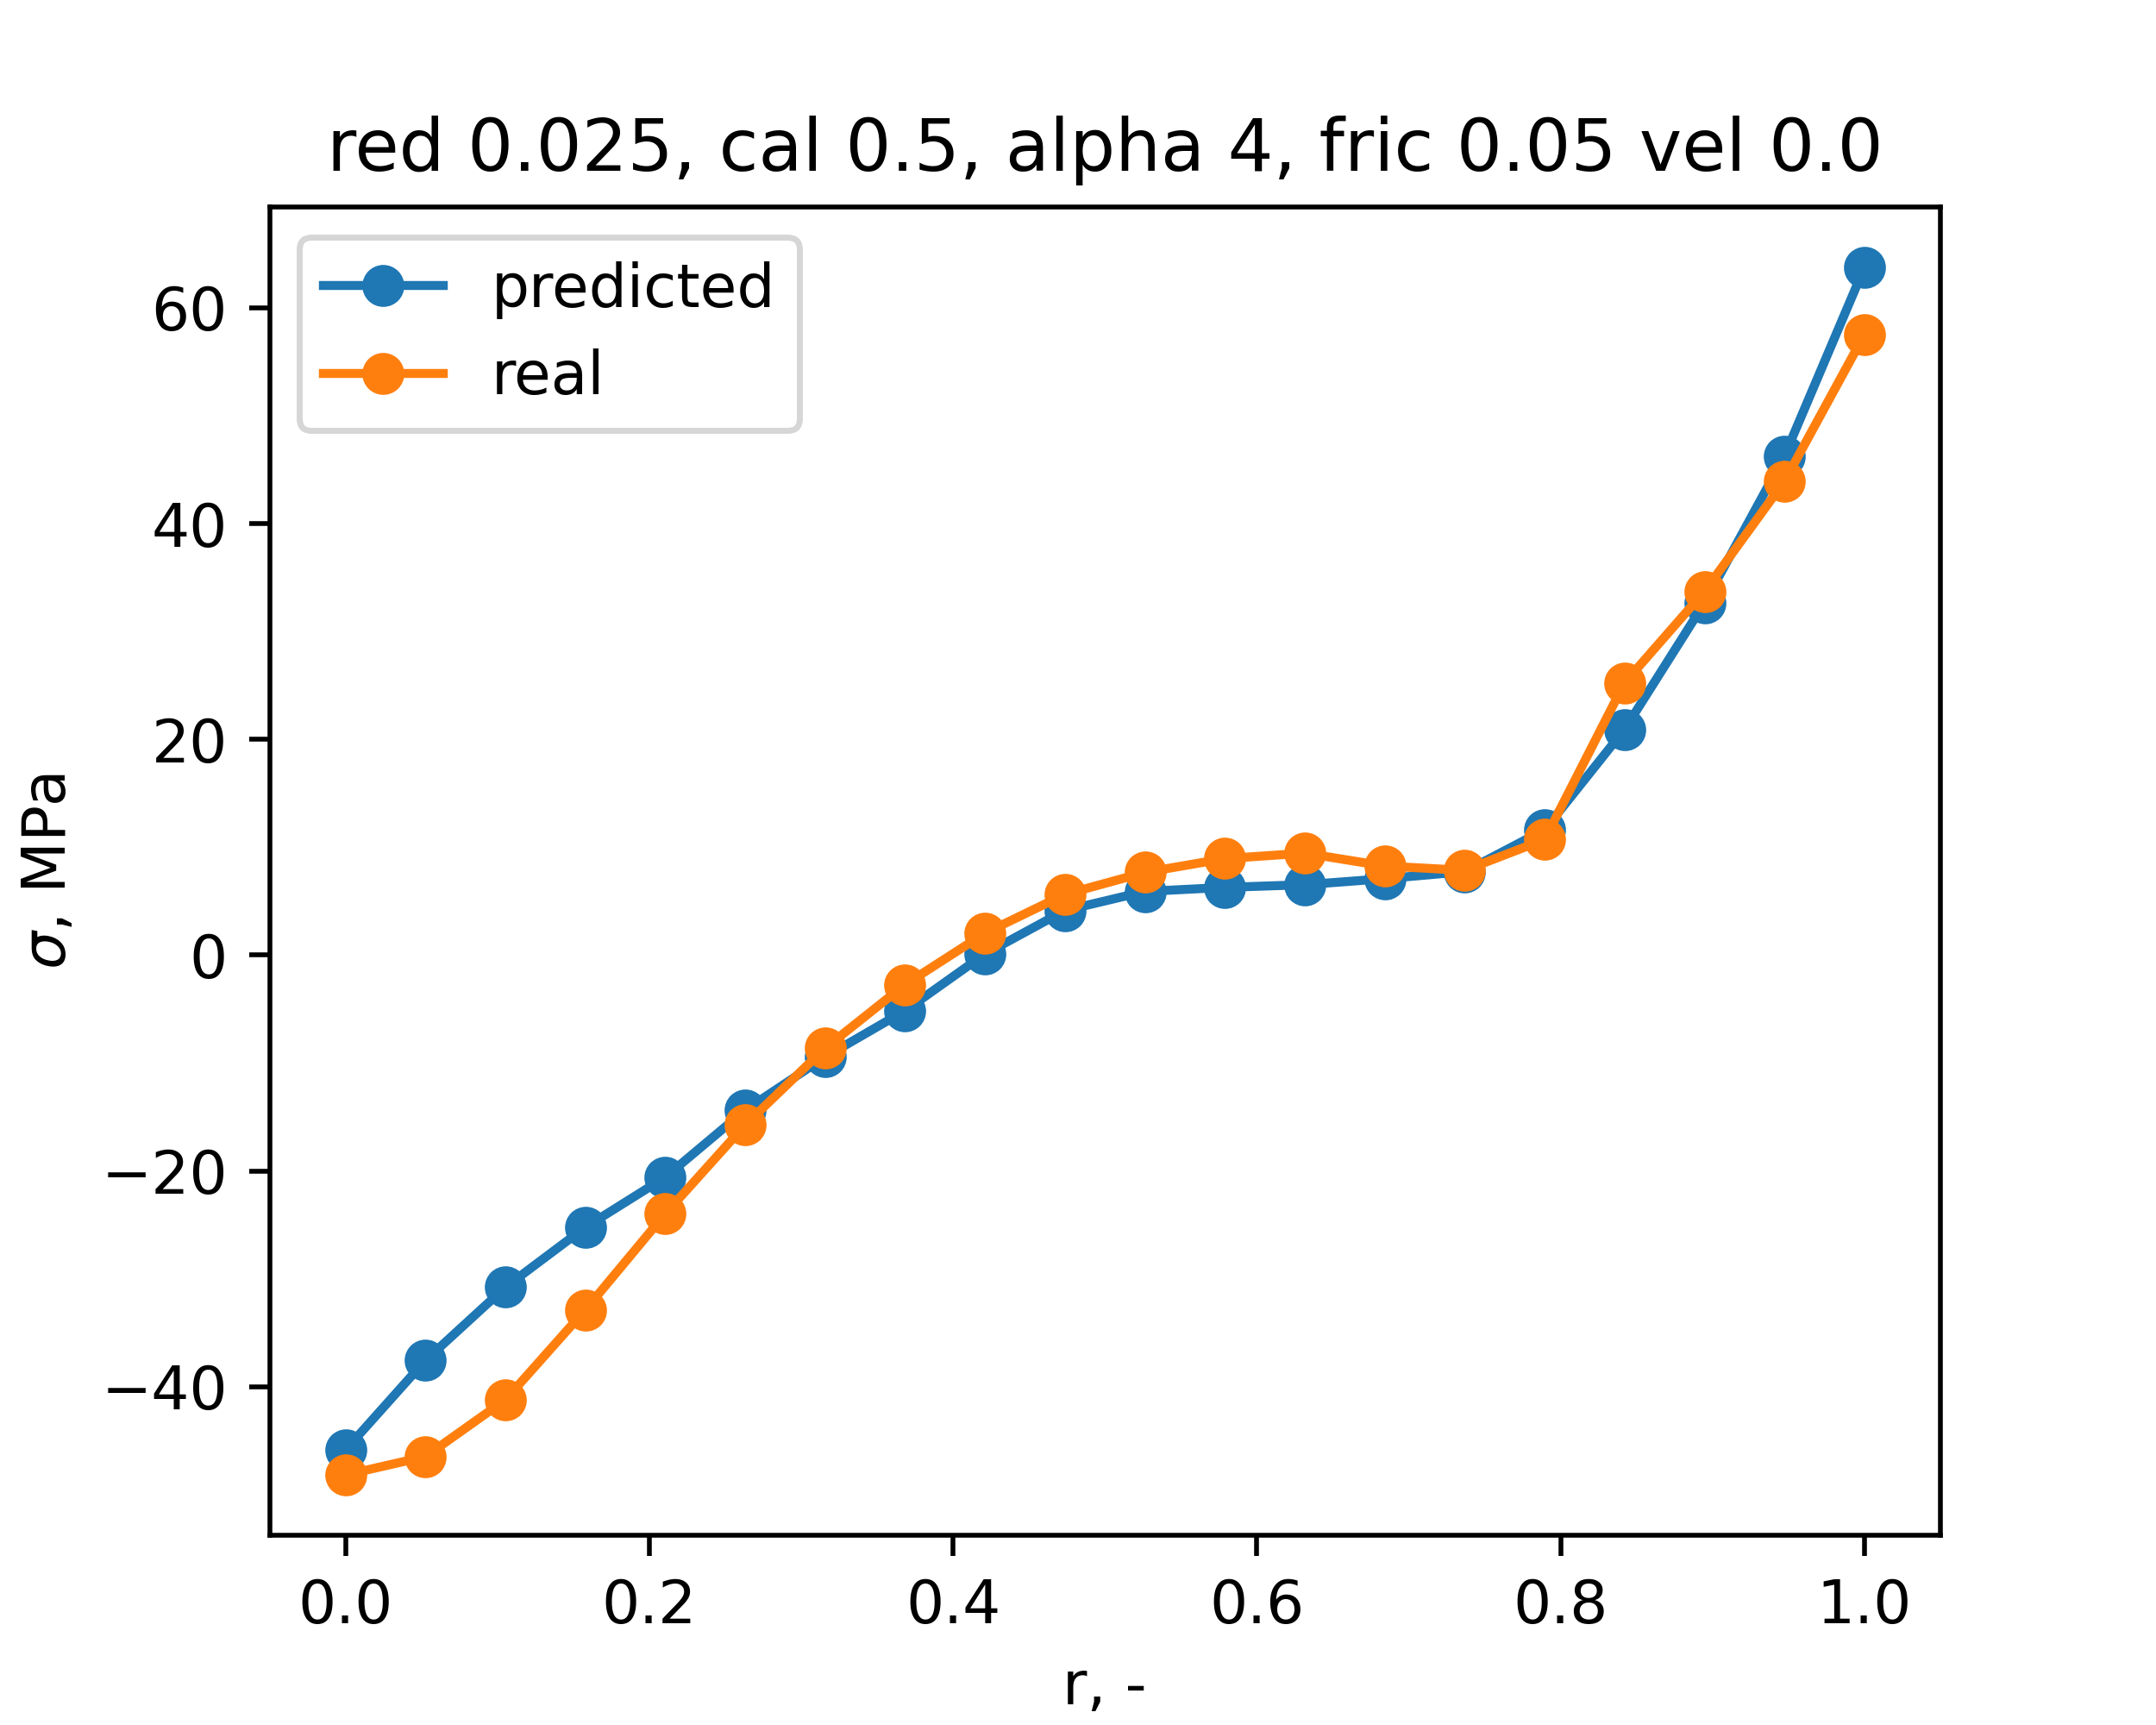 red 0.025, cal 0.5, alpha 4, fric 0.05 vel 0.0
predicted
real
60
40
20
0
−20
−40
σ, MPa
0.0 0.2 0.4 0.6 0.8 1.0
r, -